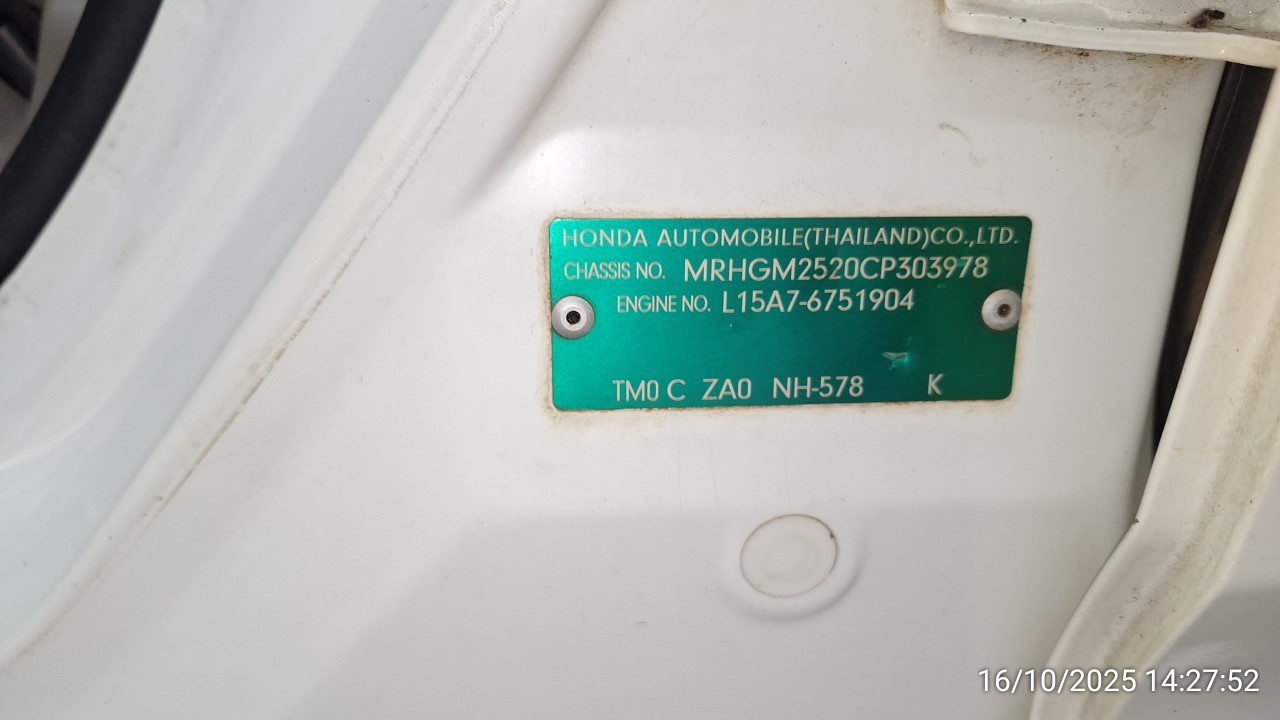 HONDA AUTOMOBILE(THAILAND)CO.,LTD.
CHASSIS NO. MRHGM2520CP303978
ENGINE NO. L15A7-6751904
TM0 C ZA0 NH-578 K
16/10/2025 14:27:52